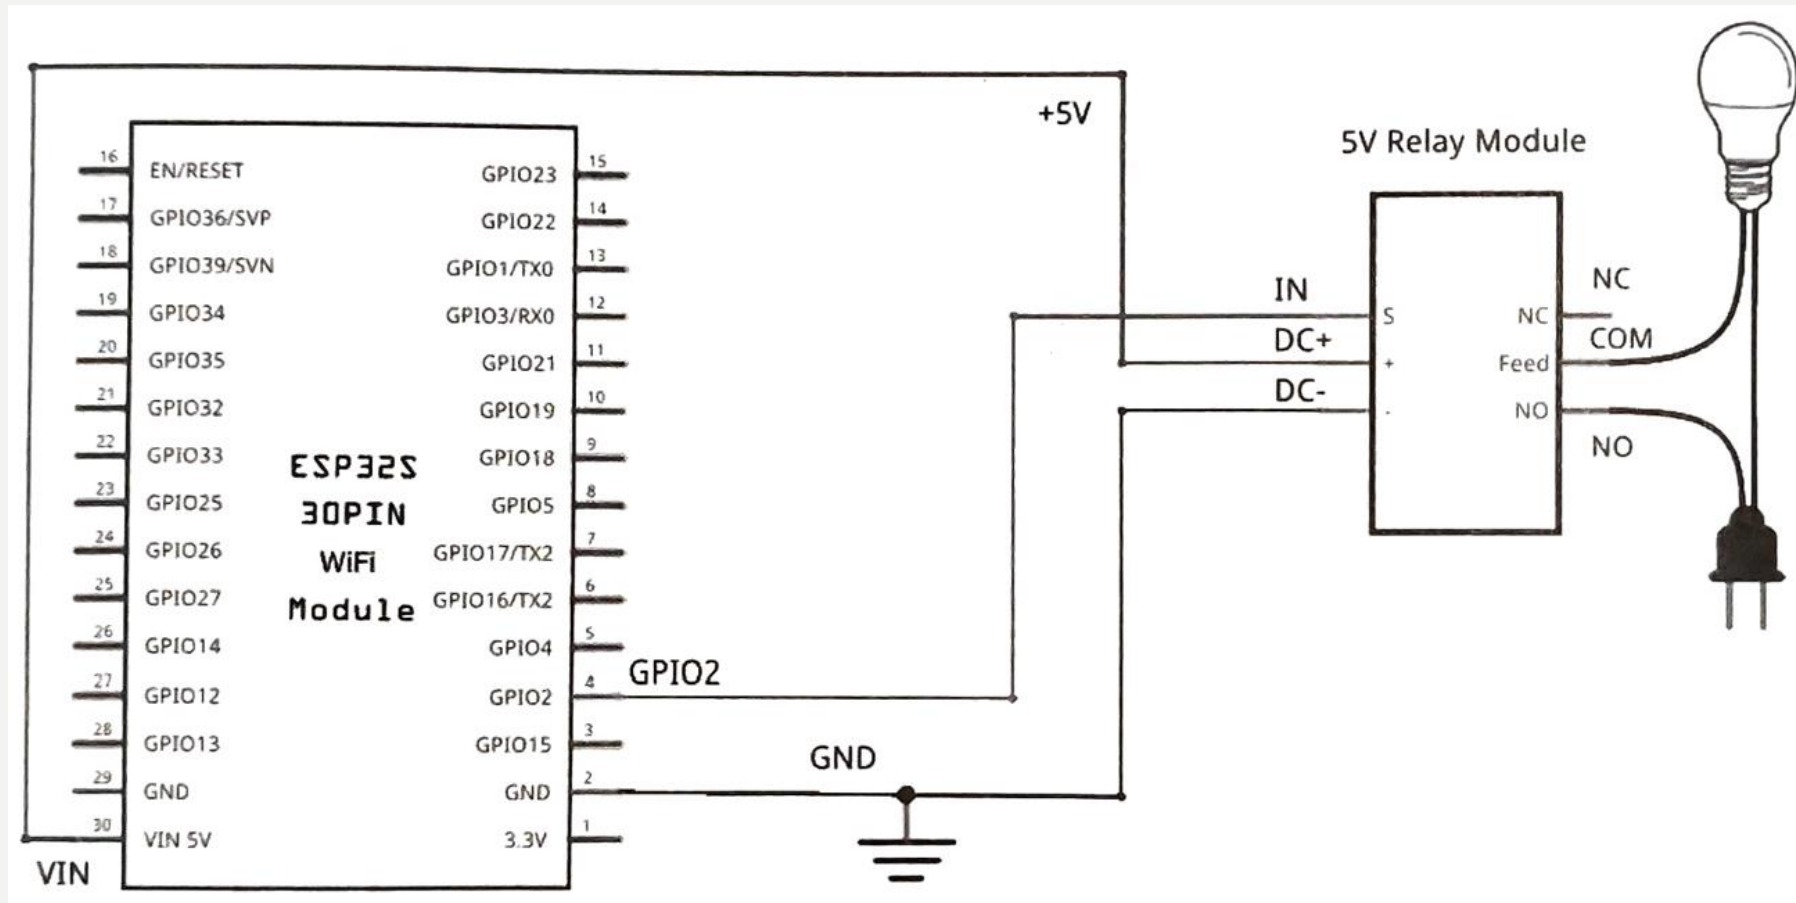 +5V
5V Relay Module
16 EN/RESET
17 GPIO36/SVP
18 GPIO39/SVN
19 GPIO34
20 GPIO35
21 GPIO32
22 GPIO33
23 GPIO25
24 GPIO26
25 GPIO27
26 GPIO14
27 GPIO12
28 GPIO13
29 GND
30 VIN 5V
VIN
ESP32S
30PIN
WiFi
Module
GPIO23 15
GPIO22 14
GPIO1/TX0 13
GPIO3/RX0 12
GPIO21 11
GPIO19 10
GPIO18 9
GPIO5 8
GPIO17/TX2 7
GPIO16/TX2 6
GPIO4 5
GPIO2 4
GPIO15 3
GND 2
3.3V 1
GPIO2
GND
IN
DC+
DC-
S
+
-
NC
Feed
NO
NC
COM
NO